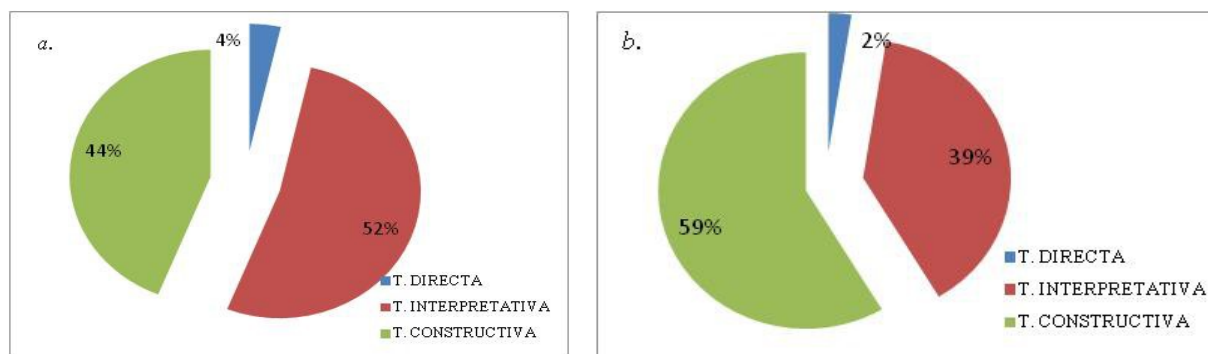 a.
4%
44%
52%
T. DIRECTA
T. INTERPRETATIVA
T. CONSTRUCTIVA
b.
2%
39%
59%
T. DIRECTA
T. INTERPRETATIVA
T. CONSTRUCTIVA